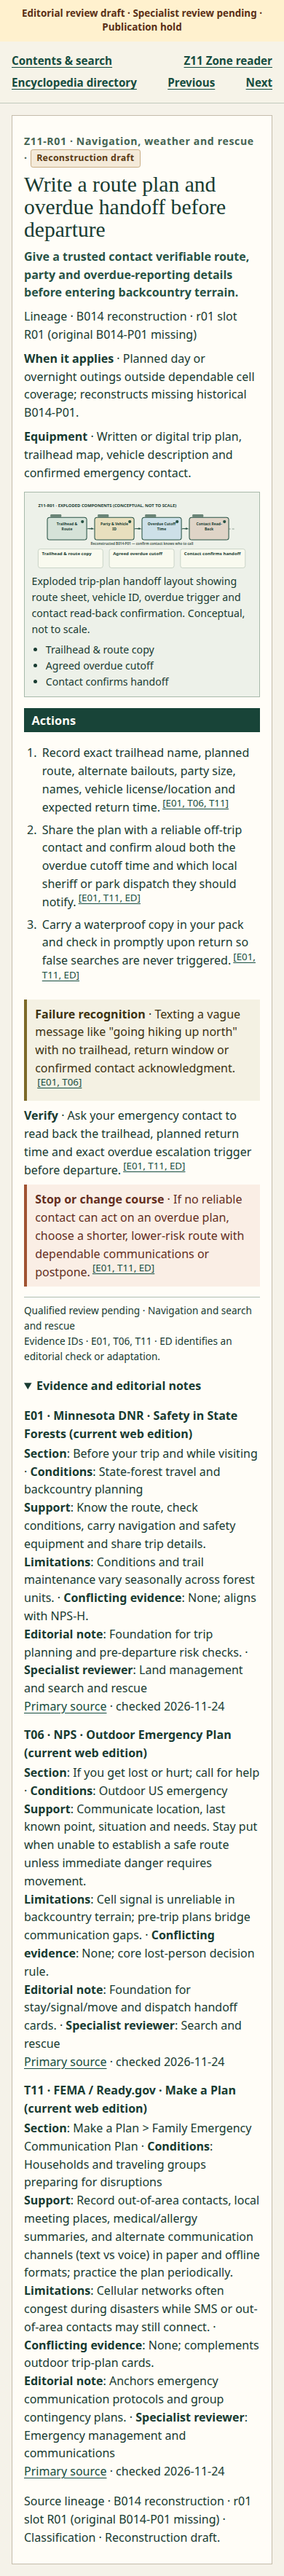 Editorial review draft · Specialist review pending ·
Publication hold
Contents & search
Z11 Zone reader
Encyclopedia directory
Previous
Next
Z11-R01 · Navigation, weather and rescue
· Reconstruction draft
Write a route plan and
overdue handoff before
departure
Give a trusted contact verifiable route,
party and overdue-reporting details
before entering backcountry terrain.
Lineage · B014 reconstruction · r01 slot
R01 (original B014-P01 missing)
When it applies · Planned day or
overnight outings outside dependable cell
coverage; reconstructs missing historical
B014-P01.
Equipment · Written or digital trip plan,
trailhead map, vehicle description and
confirmed emergency contact.
Z11-R01 · EXPLODED COMPONENTS (CONCEPTUAL, NOT TO SCALE)
Trailhead &
Route
Party & Vehicle
ID
Overdue Cutoff
Time
Contact Read-
Back
Trailhead & route copy
Agreed overdue cutoff
Contact confirms handoff
Exploded trip-plan handoff layout showing
route sheet, vehicle ID, overdue trigger and
contact read-back confirmation. Conceptual,
not to scale.
• Trailhead & route copy
• Agreed overdue cutoff
• Contact confirms handoff
Actions
1. Record exact trailhead name, planned
route, alternate bailouts, party size,
names, vehicle license/location and
expected return time. [E01, T06, T11]
2. Share the plan with a reliable off-trip
contact and confirm aloud both the
overdue cutoff time and which local
sheriff or park dispatch they should
notify. [E01, T11, ED]
3. Carry a waterproof copy in your pack
and check in promptly upon return so
false searches are never triggered. [E01,
T11, ED]
Failure recognition · Texting a vague
message like "going hiking up north"
with no trailhead, return window or
confirmed contact acknowledgment.
[E01, T06]
Verify · Ask your emergency contact to
read back the trailhead, planned return
time and exact overdue escalation trigger
before departure. [E01, T11, ED]
Stop or change course · If no reliable
contact can act on an overdue plan,
choose a shorter, lower-risk route with
dependable communications or
postpone. [E01, T11, ED]
Qualified review pending · Navigation and search
and rescue
Evidence IDs · E01, T06, T11 · ED identifies an
editorial check or adaptation.
▼ Evidence and editorial notes
E01 · Minnesota DNR · Safety in State
Forests (current web edition)
Section: Before your trip and while visiting
· Conditions: State-forest travel and
backcountry planning
Support: Know the route, check
conditions, carry navigation and safety
equipment and share trip details.
Limitations: Conditions and trail
maintenance vary seasonally across forest
units. · Conflicting evidence: None; aligns
with NPS-H.
Editorial note: Foundation for trip
planning and pre-departure risk checks. ·
Specialist reviewer: Land management
and search and rescue
Primary source · checked 2026-11-24
T06 · NPS · Outdoor Emergency Plan
(current web edition)
Section: If you get lost or hurt; call for help
· Conditions: Outdoor US emergency
Support: Communicate location, last
known point, situation and needs. Stay put
when unable to establish a safe route
unless immediate danger requires
movement.
Limitations: Cell signal is unreliable in
backcountry terrain; pre-trip plans bridge
communication gaps. · Conflicting
evidence: None; core lost-person decision
rule.
Editorial note: Foundation for
stay/signal/move and dispatch handoff
cards. · Specialist reviewer: Search and
rescue
Primary source · checked 2026-11-24
T11 · FEMA / Ready.gov · Make a Plan
(current web edition)
Section: Make a Plan > Family Emergency
Communication Plan · Conditions:
Households and traveling groups
preparing for disruptions
Support: Record out-of-area contacts, local
meeting places, medical/allergy
summaries, and alternate communication
channels (text vs voice) in paper and offline
formats; practice the plan periodically.
Limitations: Cellular networks often
congest during disasters while SMS or out-
of-area contacts may still connect. ·
Conflicting evidence: None; complements
outdoor trip-plan cards.
Editorial note: Anchors emergency
communication protocols and group
contingency plans. · Specialist reviewer:
Emergency management and
communications
Primary source · checked 2026-11-24
Source lineage · B014 reconstruction · r01
slot R01 (original B014-P01 missing) ·
Classification · Reconstruction draft.